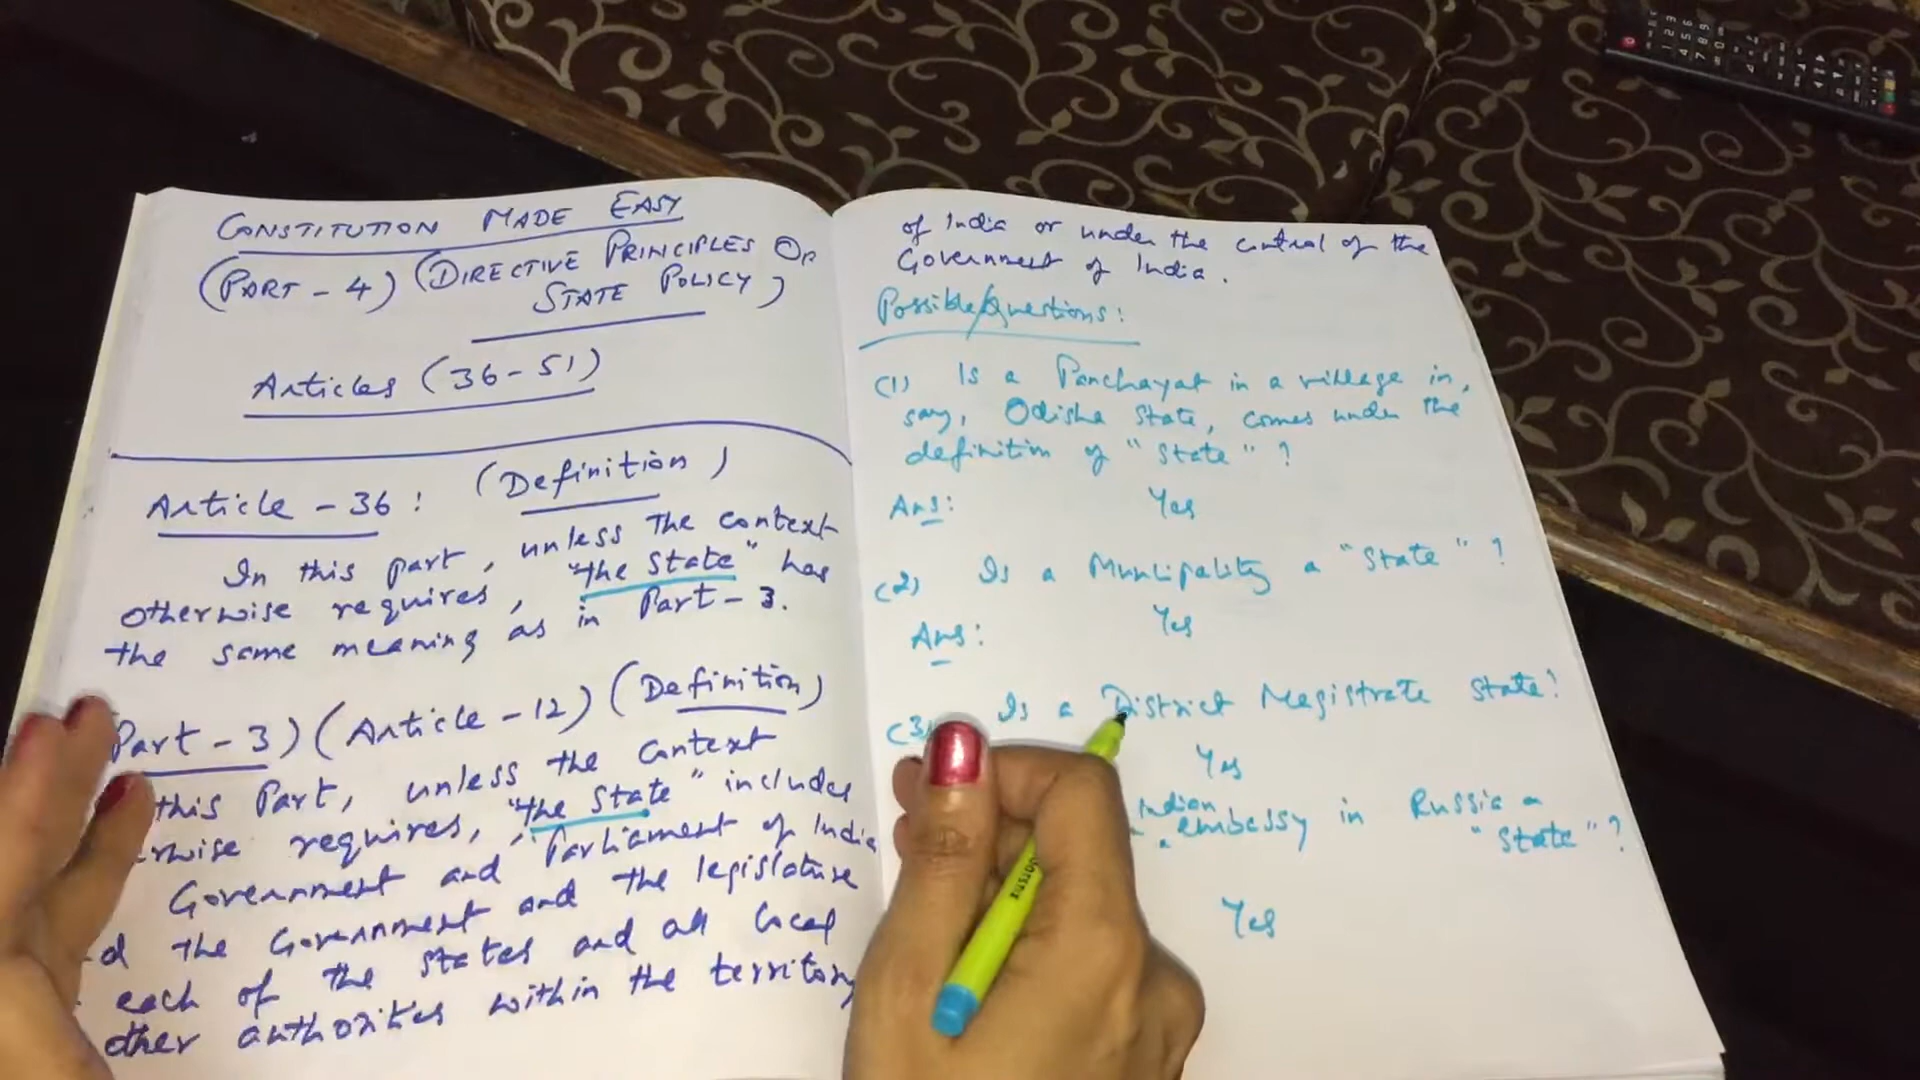 CONSTITUTION MADE EASY
(PART - 4) (DIRECTIVE PRINCIPLES OF
STATE POLICY)
Articles (36-51)
Article - 36 : (Definition)
In this part, unless the context
otherwise requires, "the State" has
the same meaning as in Part - 3.
Part - 3) (Article - 12) (Definition)
this Part, unless the context
rwise requires, "the State" includes
Government and Parliament of India
d the Government and the legislature
each of the states and all local
other authorities within the territory
of India or under the control of the
Government of India.
Possible/Questions:
(1) Is a Panchayat in a village in,
say, Odisha State, comes under the
definition of "State" ?
Ans: Yes
(2) Is a Municipality a "State" ?
Ans: Yes
(3) Is a District Magistrate State?
Yes
Indian
embassy in Russia a
"State" ?
Yes